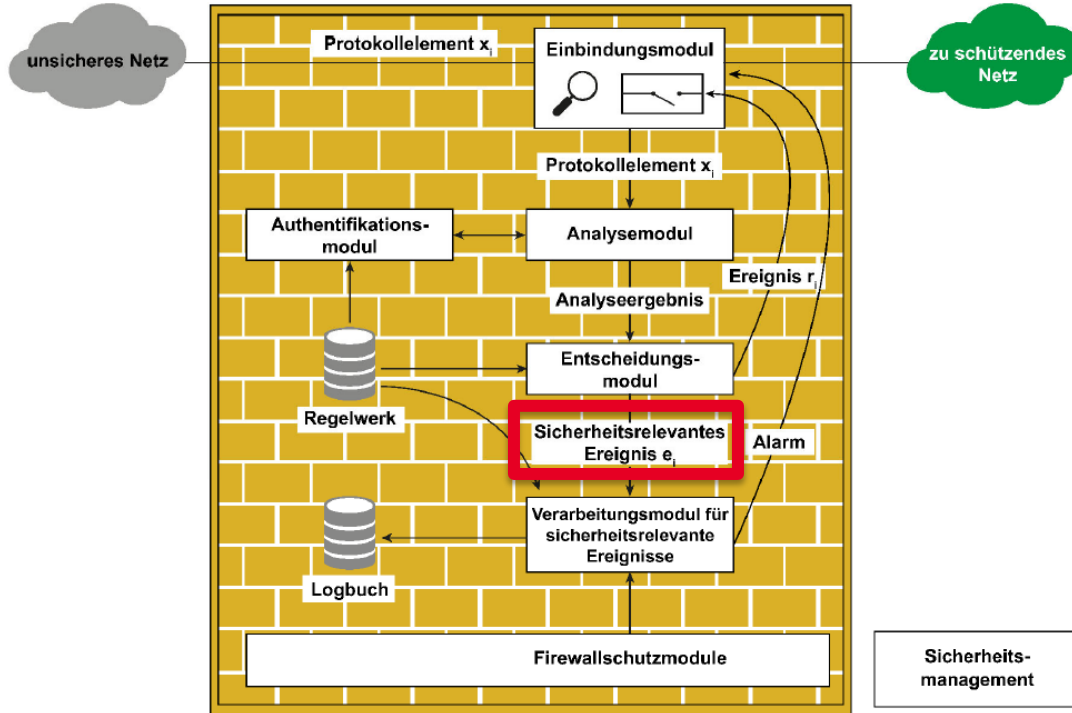 unsicheres Netz
Protokollelement xᵢ
Einbindungsmodul
zu schützendes
Netz
Protokollelement xᵢ
Authentifikations-
modul
Analysemodul
Ereignis rᵢ
Analyseergebnis
Entscheidungs-
modul
Regelwerk
Sicherheitsrelevantes
Ereignis eᵢ
Alarm
Verarbeitungsmodul für
sicherheitsrelevante
Ereignisse
Logbuch
Firewallschutzmodule
Sicherheits-
management